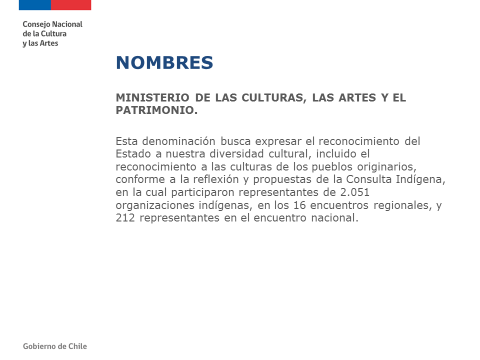 Consejo Nacional
de la Cultura
y las Artes
NOMBRES
MINISTERIO DE LAS CULTURAS, LAS ARTES Y EL
PATRIMONIO.
Esta denominación busca expresar el reconocimiento del
Estado a nuestra diversidad cultural, incluido el
reconocimiento a las culturas de los pueblos originarios,
conforme a la reflexión y propuestas de la Consulta Indígena,
en la cual participaron representantes de 2.051
organizaciones indígenas, en los 16 encuentros regionales, y
212 representantes en el encuentro nacional.
Gobierno de Chile